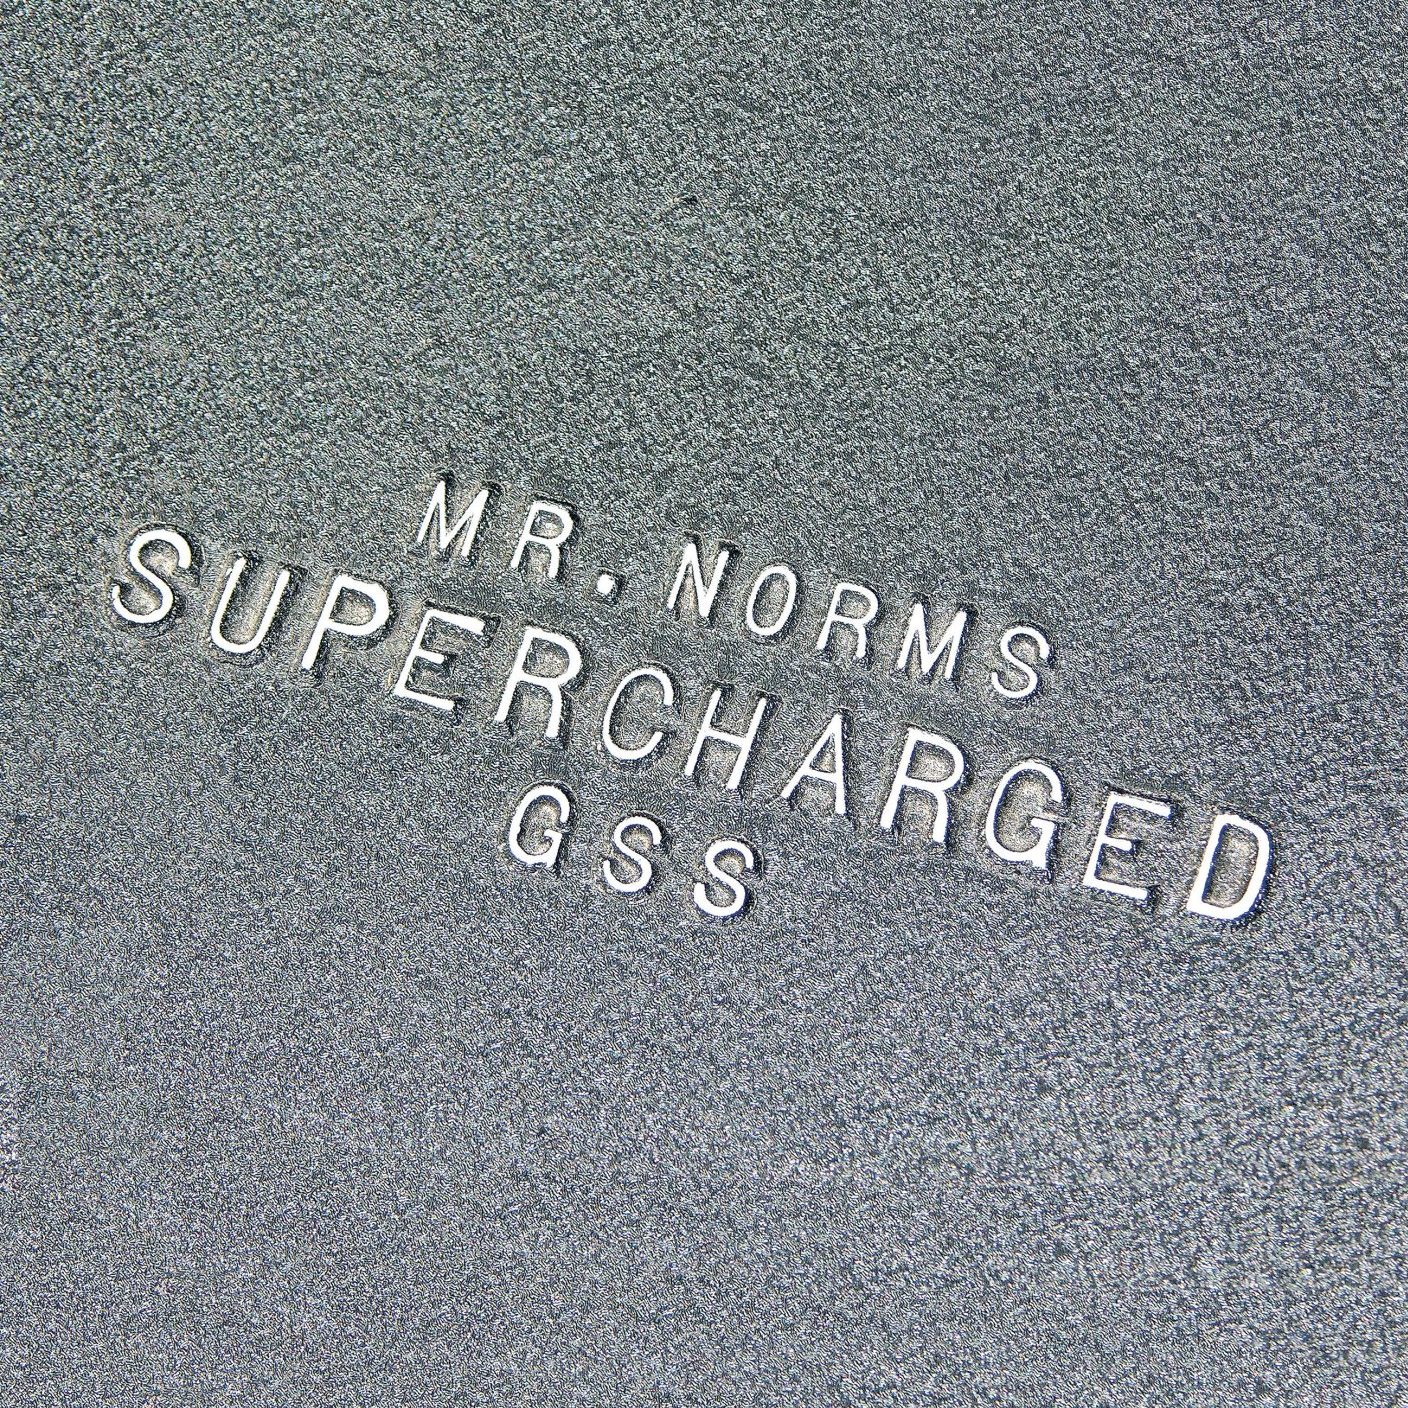 MR. NORMS
SUPERCHARGED
GSS